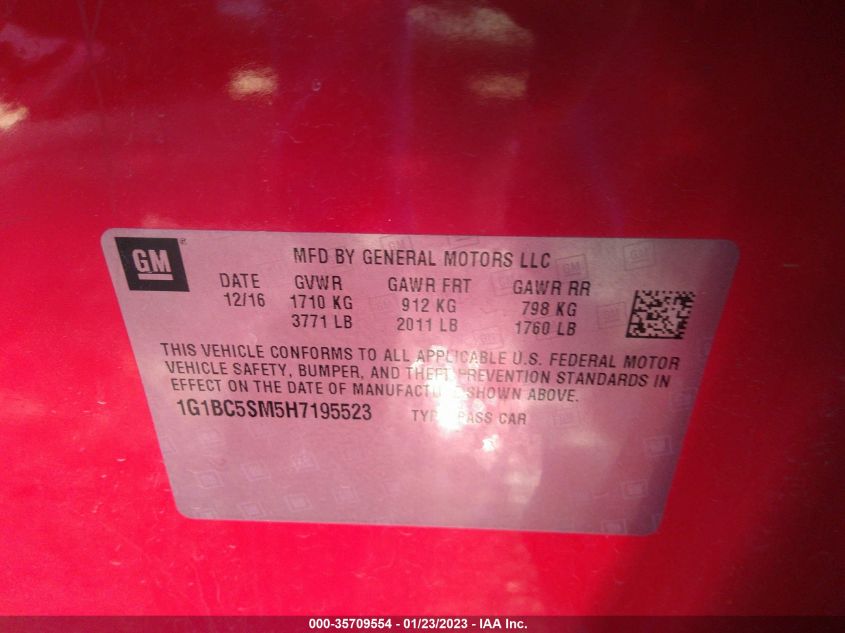 GM®
MFD BY GENERAL MOTORS LLC
DATE GVWR GAWR FRT GAWR RR
12/16 1710 KG 912 KG 798 KG
3771 LB 2011 LB 1760 LB
THIS VEHICLE CONFORMS TO ALL APPLICABLE U.S. FEDERAL MOTOR
VEHICLE SAFETY, BUMPER, AND THEFT PREVENTION STANDARDS IN
EFFECT ON THE DATE OF MANUFACTURE SHOWN ABOVE.
1G1BC5SM5H7195523 TYPE PASS CAR
000-35709554 - 01/23/2023 - IAA Inc.